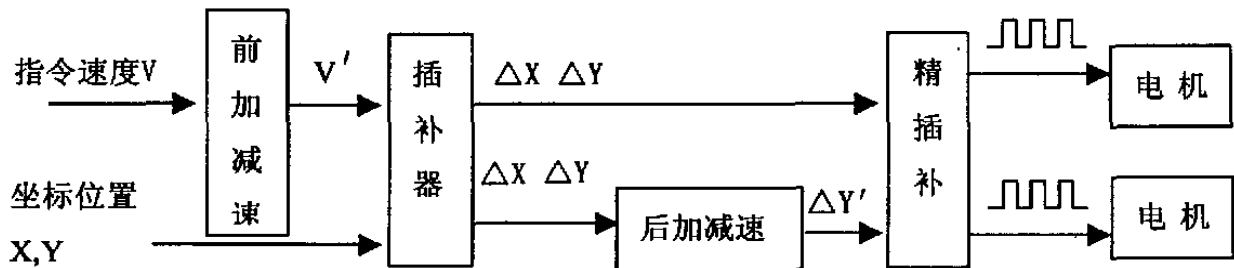 指令速度V
前加减速
V′
插补器
△X △Y
精插补
电机
坐标位置
X,Y
△X △Y
后加减速
△Y′
电机